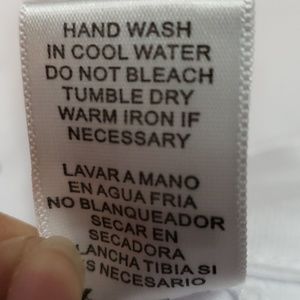 HAND WASH
IN COOL WATER
DO NOT BLEACH
TUMBLE DRY
WARM IRON IF
NECESSARY
LAVAR A MANO
EN AGUA FRIA
NO BLANQUEADOR
SECAR EN
SECADORA
LANCHA TIBIA SI
S NECESARIO